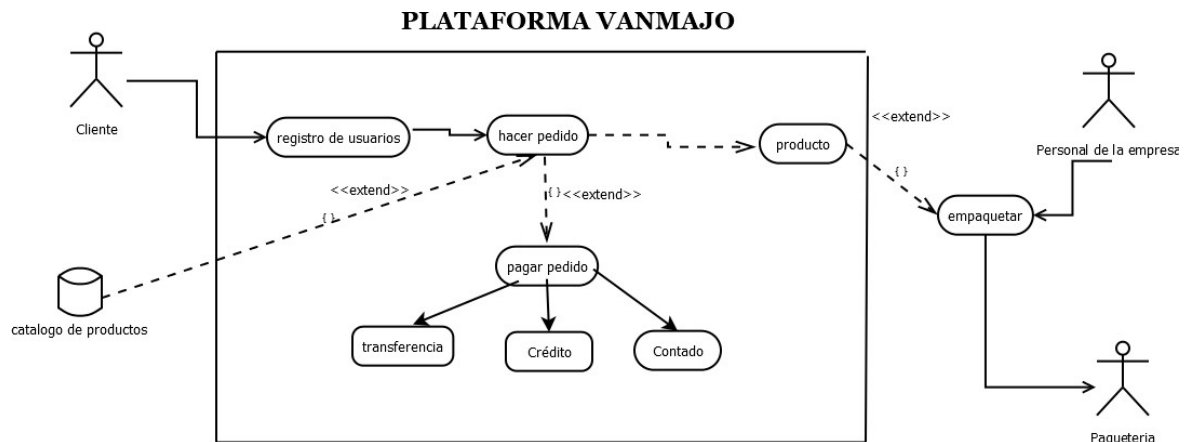 PLATAFORMA VANMAJO
Cliente
registro de usuarios
hacer pedido
producto
<<extend>>
Personal de la empresa
<<extend>>
{ }
{ }
<<extend>>
{ }
empaquetar
pagar pedido
catalogo de productos
transferencia
Crédito
Contado
Paqueteria